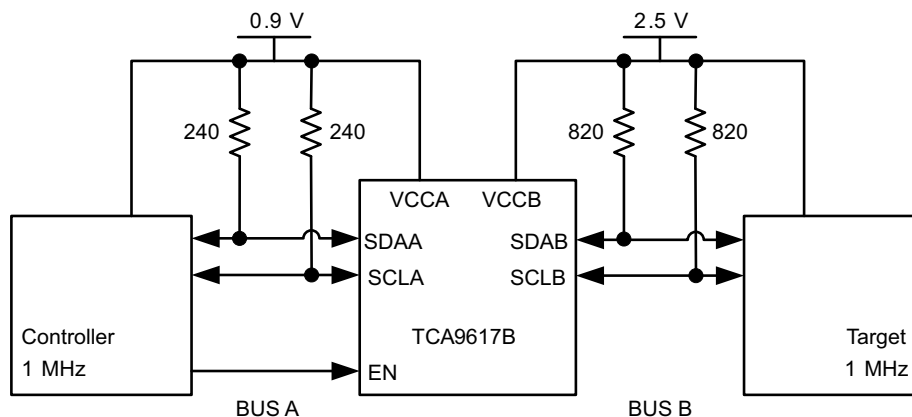 0.9 V
2.5 V
240
240
820
820
VCCA
VCCB
SDAA
SDAB
SCLA
SCLB
Controller
TCA9617B
Target
1 MHz
EN
1 MHz
BUS A
BUS B